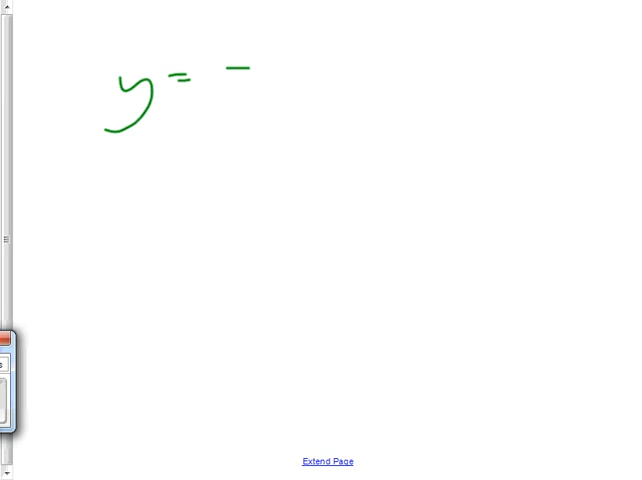 y = -
s
Extend Page